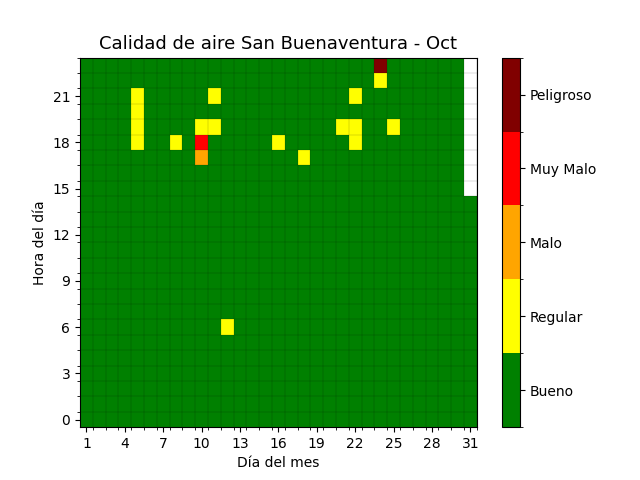 Calidad de aire San Buenaventura - Oct
Hora del día
21
18
15
12
9
6
3
0
1 4 7 10 13 16 19 22 25 28 31
Día del mes
Peligroso
Muy Malo
Malo
Regular
Bueno